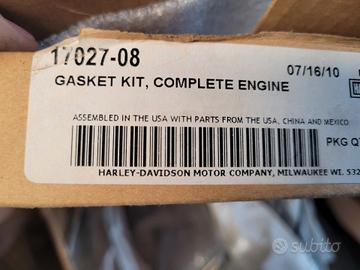 17027-08
07/16/10
GASKET KIT, COMPLETE ENGINE
ASSEMBLED IN THE USA WITH PARTS FROM THE USA, CHINA AND MEXICO
PKG Q
HARLEY-DAVIDSON MOTOR COMPANY, MILWAUKEE WI. 532
subito